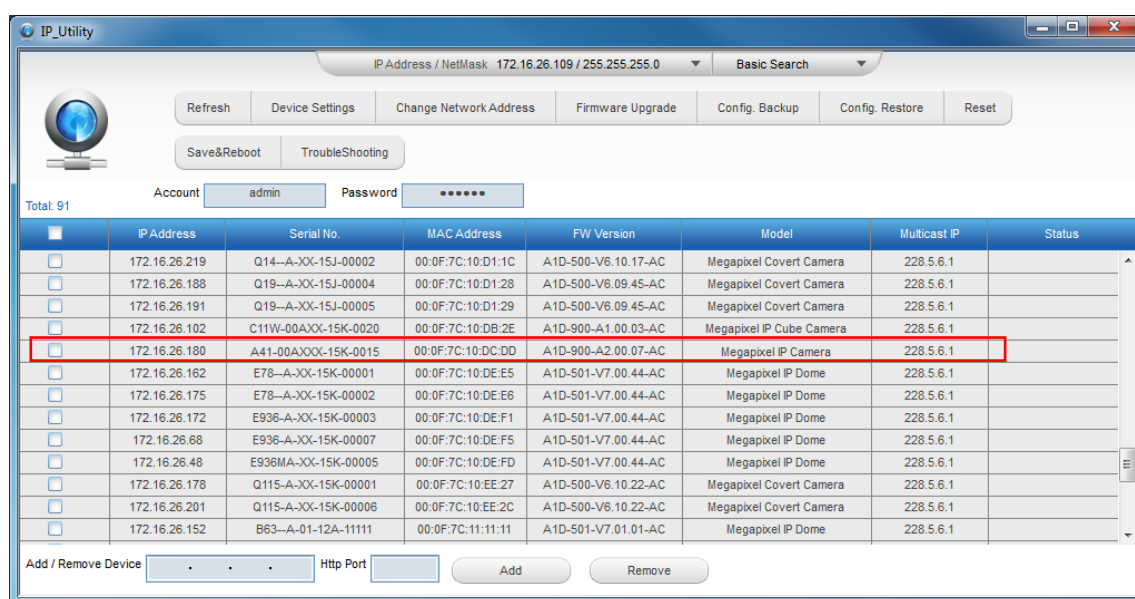 IP_Utility
IP Address / NetMask 172.16.26.109 / 255.255.255.0 Basic Search
Refresh Device Settings Change Network Address Firmware Upgrade Config. Backup Config. Restore Reset
Save&Reboot TroubleShooting
Account admin Password ••••••
Total: 91
IP Address Serial No. MAC Address FW Version Model Multicast IP Status
172.16.26.219 Q14--A-XX-15J-00002 00:0F:7C:10:D1:1C A1D-500-V6.10.17-AC Megapixel Covert Camera 228.5.6.1
172.16.26.188 Q19--A-XX-15J-00004 00:0F:7C:10:D1:28 A1D-500-V6.09.45-AC Megapixel Covert Camera 228.5.6.1
172.16.26.191 Q19--A-XX-15J-00005 00:0F:7C:10:D1:29 A1D-500-V6.09.45-AC Megapixel Covert Camera 228.5.6.1
172.16.26.102 C11W-00AXX-15K-0020 00:0F:7C:10:DB:2E A1D-900-A1.00.03-AC Megapixel IP Cube Camera 228.5.6.1
172.16.26.180 A41-00AXXX-15K-0015 00:0F:7C:10:DC:DD A1D-900-A2.00.07-AC Megapixel IP Camera 228.5.6.1
172.16.26.162 E78--A-XX-15K-00001 00:0F:7C:10:DE:E5 A1D-501-V7.00.44-AC Megapixel IP Dome 228.5.6.1
172.16.26.175 E78--A-XX-15K-00002 00:0F:7C:10:DE:E6 A1D-501-V7.00.44-AC Megapixel IP Dome 228.5.6.1
172.16.26.172 E936-A-XX-15K-00003 00:0F:7C:10:DE:F1 A1D-501-V7.00.44-AC Megapixel IP Dome 228.5.6.1
172.16.26.68 E936-A-XX-15K-00007 00:0F:7C:10:DE:F5 A1D-501-V7.00.44-AC Megapixel IP Dome 228.5.6.1
172.16.26.48 E936MA-XX-15K-00005 00:0F:7C:10:DE:FD A1D-501-V7.00.44-AC Megapixel IP Dome 228.5.6.1
172.16.26.178 Q115-A-XX-15K-00001 00:0F:7C:10:EE:27 A1D-500-V6.10.22-AC Megapixel Covert Camera 228.5.6.1
172.16.26.201 Q115-A-XX-15K-00006 00:0F:7C:10:EE:2C A1D-500-V6.10.22-AC Megapixel Covert Camera 228.5.6.1
172.16.26.152 B63--A-01-12A-11111 00:0F:7C:11:11:11 A1D-501-V7.01.01-AC Megapixel IP Dome 228.5.6.1
Add / Remove Device . . . Http Port Add Remove